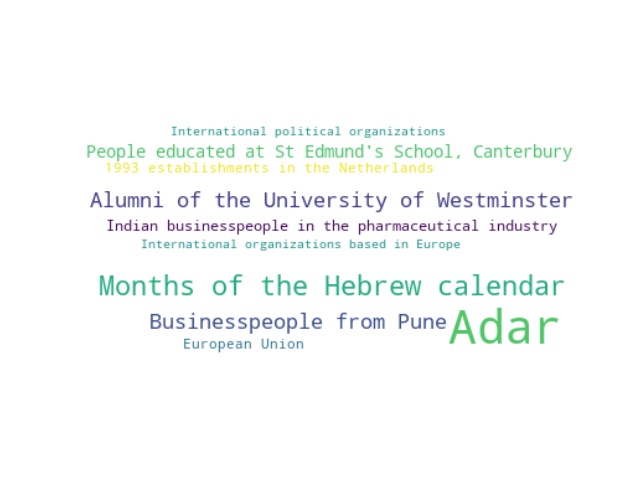 International political organizations
People educated at St Edmund's School, Canterbury
1993 establishments in the Netherlands
Alumni of the University of Westminster
Indian businesspeople in the pharmaceutical industry
International organizations based in Europe
Months of the Hebrew calendar
Businesspeople from Pune
Adar
European Union